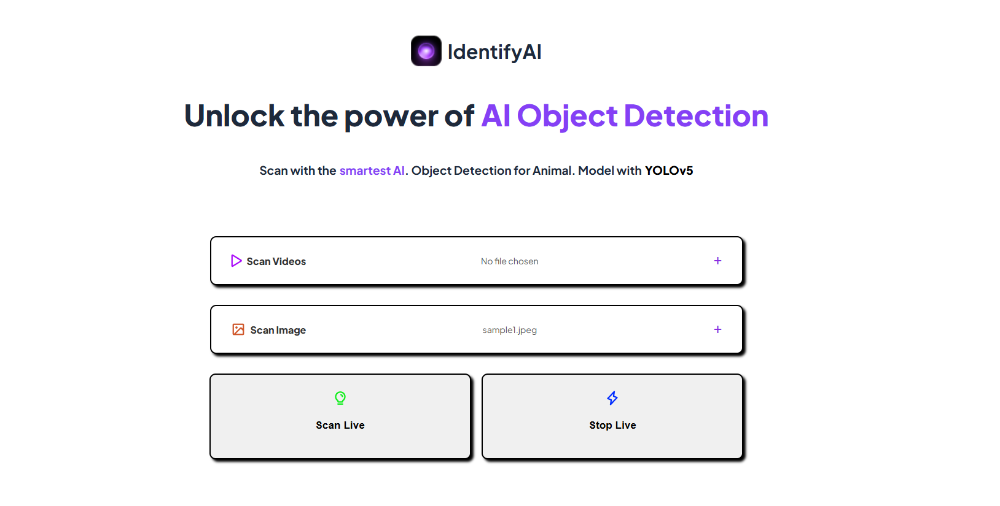 IdentifyAI
Unlock the power of AI Object Detection
Scan with the smartest AI. Object Detection for Animal. Model with YOLOv5
Scan Videos No file chosen +
Scan Image sample1.jpeg +
Scan Live
Stop Live